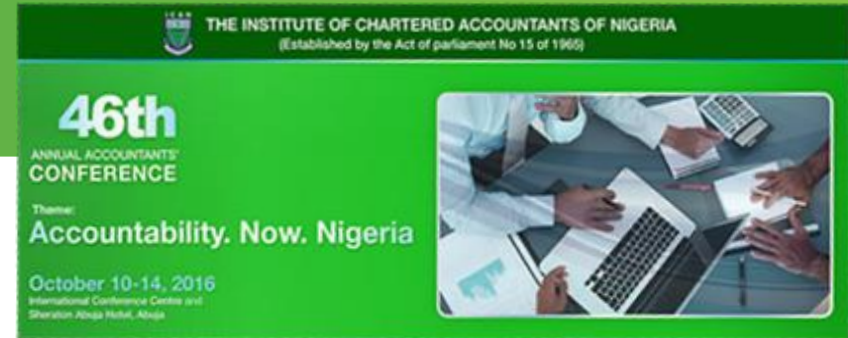 ICAN
THE INSTITUTE OF CHARTERED ACCOUNTANTS OF NIGERIA
(Established by the Act of parliament No 15 of 1965)
46th
ANNUAL ACCOUNTANTS'
CONFERENCE
Theme:
Accountability. Now. Nigeria
October 10-14, 2016
International Conference Centre and
Sheraton Abuja Hotel, Abuja